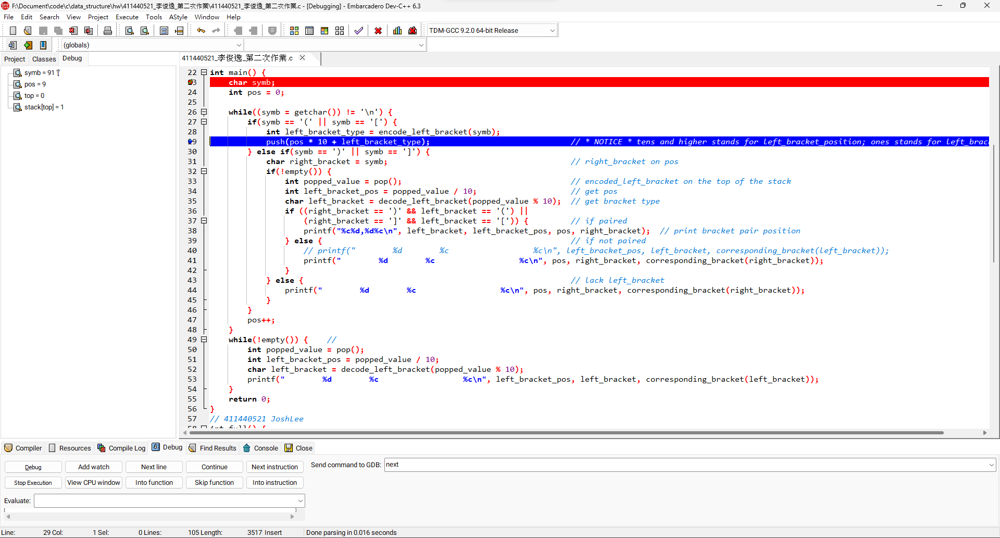 F:\Document\code\c\data_structure\hw\411440521_李俊逸_第二次作業\411440521_李俊逸_第二次作業.c - [Debugging] - Embarcadero Dev-C++ 6.3
File Edit Search View Project Execute Tools AStyle Window Help
TDM-GCC 9.2.0 64-bit Release
(globals)
Project Classes Debug
411440521_李俊逸_第二次作業.c
symb = 91 '['
pos = 9
top = 0
stack[top] = 1
22 int main() {
23 char symb;
24 int pos = 0;
25
26 while((symb = getchar()) != '\n') {
27 if(symb == '(' || symb == '[') {
28 int left_bracket_type = encode_left_bracket(symb);
29 push(pos * 10 + left_bracket_type); // * NOTICE * tens and higher stands for left_bracket_position; ones stands for left_brac
30 } else if(symb == ')' || symb == ']') {
31 char right_bracket = symb; // right_bracket on pos
32 if(!empty()) {
33 int popped_value = pop(); // encoded_left_bracket on the top of the stack
34 int left_bracket_pos = popped_value / 10; // get pos
35 char left_bracket = decode_left_bracket(popped_value % 10); // get bracket type
36 if ((right_bracket == ')' && left_bracket == '(') ||
37 (right_bracket == ']' && left_bracket == '[')) { // if paired
38 printf("%c%d,%d%c\n", left_bracket, left_bracket_pos, pos, right_bracket); // print bracket pair position
39 } else { // if not paired
40 // printf(" %d %c %c\n", left_bracket_pos, left_bracket, corresponding_bracket(left_bracket));
41 printf(" %d %c %c\n", pos, right_bracket, corresponding_bracket(right_bracket));
42 }
43 } else { // lack left_bracket
44 printf(" %d %c %c\n", pos, right_bracket, corresponding_bracket(right_bracket));
45 }
46 }
47 pos++;
48 }
49 while(!empty()) { //
50 int popped_value = pop();
51 int left_bracket_pos = popped_value / 10;
52 char left_bracket = decode_left_bracket(popped_value % 10);
53 printf(" %d %c %c\n", left_bracket_pos, left_bracket, corresponding_bracket(left_bracket));
54 }
55 return 0;
56 }
57 // 411440521 JoshLee
58 int full() {
Compiler Resources Compile Log Debug Find Results Console Close
Debug Add watch Next line Continue Next instruction Send command to GDB: next
Stop Execution View CPU window Into function Skip function Into instruction
Evaluate:
Line: 29 Col: 1 Sel: 0 Lines: 105 Length: 3517 Insert Done parsing in 0.016 seconds